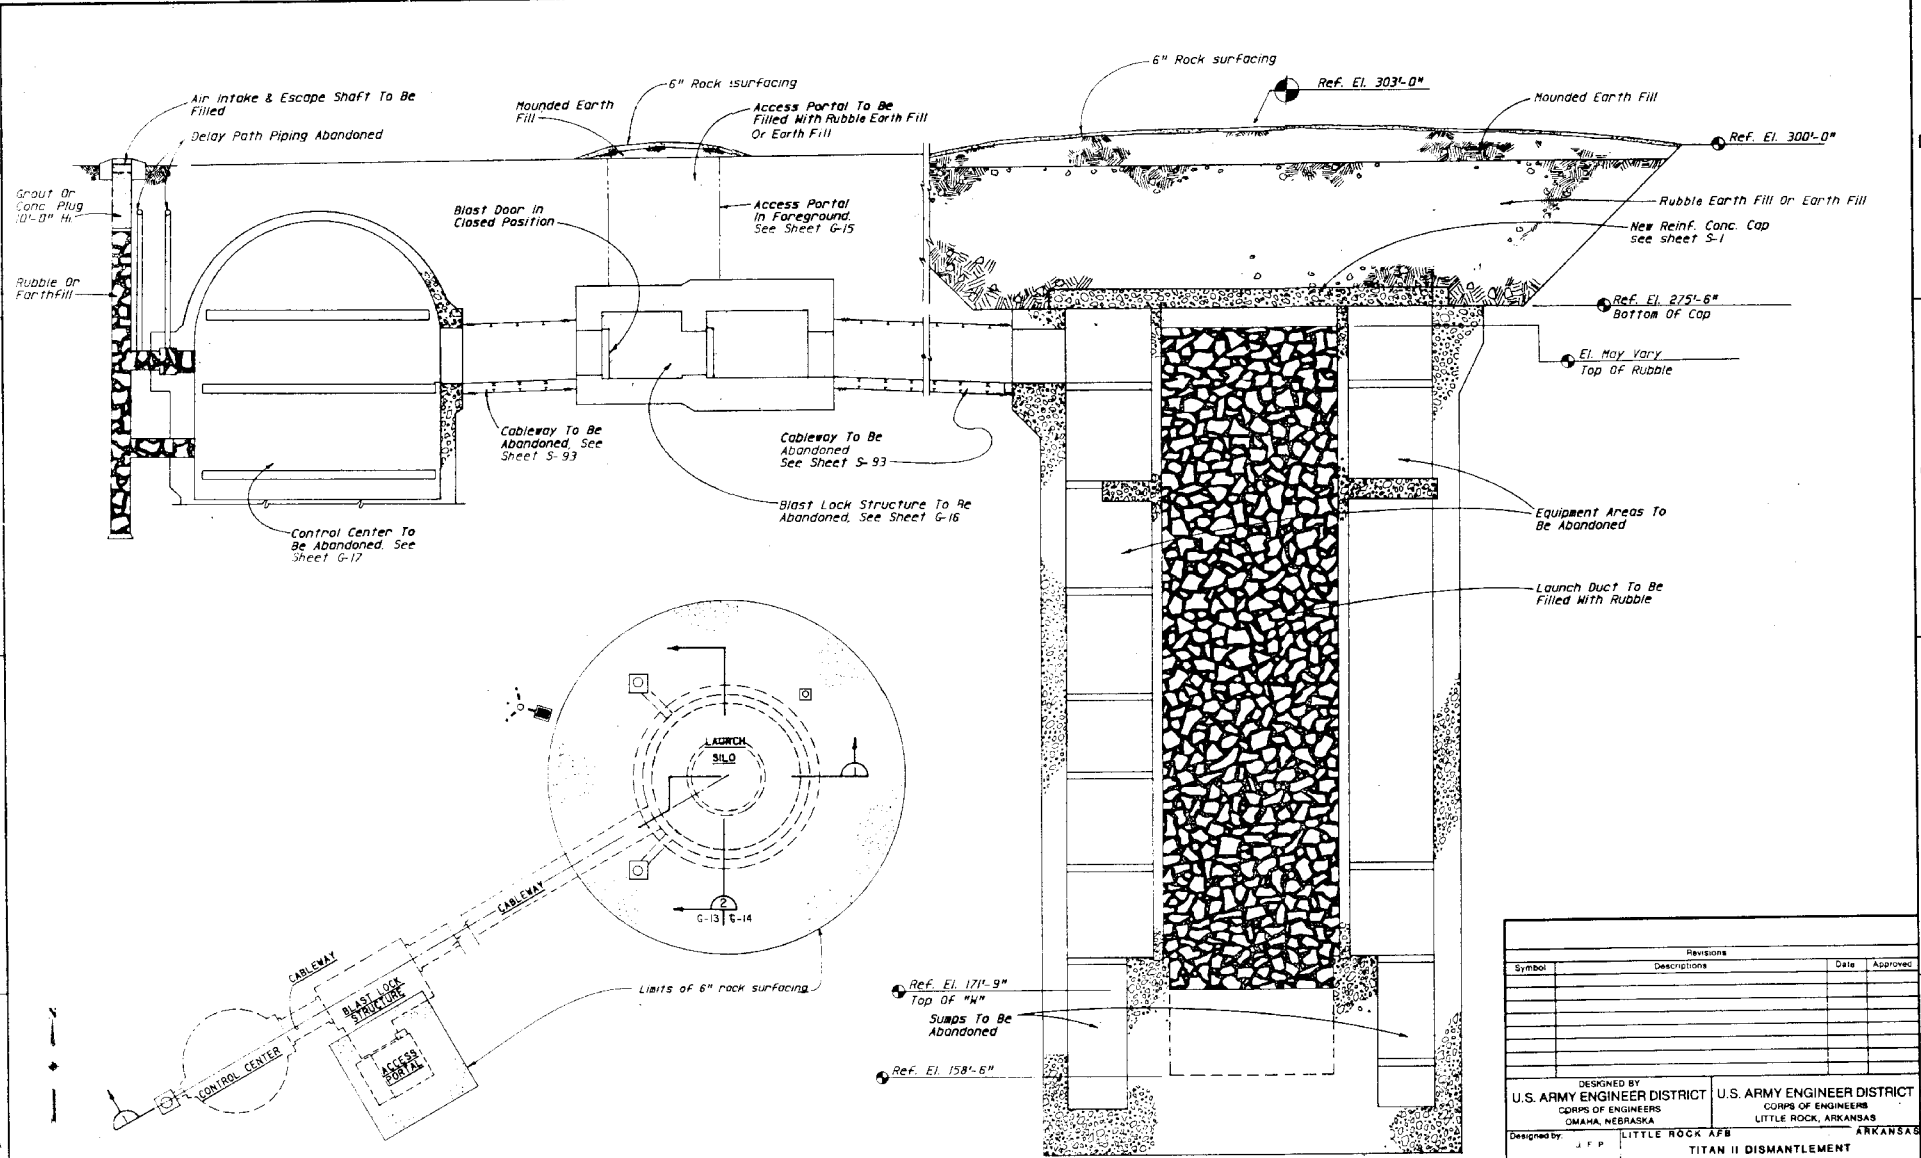 6" Rock surfacing
Ref. El. 303'-0"
6" Rock surfacing
Air Intake & Escape Shaft To Be
Filled
Mounded Earth
Fill
Access Portal To Be
Filled With Rubble Earth Fill
Or Earth Fill
Mounded Earth Fill
Delay Path Piping Abandoned
Ref. El. 300'-0"
Grout Or
Conc Plug
10'-0" Ht.
Blast Door In
Closed Position
Access Portal
In Foreground.
See Sheet G-15
Rubble Earth Fill Or Earth Fill
New Reinf. Conc. Cap
see sheet S-1
Rubble Or
Earthfill
Ref. El. 275'-6"
Bottom Of Cap
El. May Vary
Top Of Rubble
Cableway To Be
Abandoned, See
Sheet S-93
Cableway To Be
Abandoned
See Sheet S-93
Blast Lock Structure To Be
Abandoned, See Sheet G-16
Control Center To
Be Abandoned. See
Sheet G-17
Equipment Areas To
Be Abandoned
Launch Duct To Be
Filled With Rubble
LAUNCH
SILO
1
2
G-13 G-14
CABLEWAY
CABLEWAY
BLAST LOCK
STRUCTURE
ACCESS
PORTAL
CONTROL CENTER
1
Limits of 6" rock surfacing
Ref. El. 171'-9"
Top Of "W"
Sumps To Be
Abandoned
Ref. El. 158'-6"
Revisions
Symbol Descriptions Date Approved
DESIGNED BY
U.S. ARMY ENGINEER DISTRICT
CORPS OF ENGINEERS
OMAHA, NEBRASKA
U.S. ARMY ENGINEER DISTRICT
CORPS OF ENGINEERS
LITTLE ROCK, ARKANSAS
Designed by: J F P
LITTLE ROCK AFB ARKANSAS
TITAN II DISMANTLEMENT